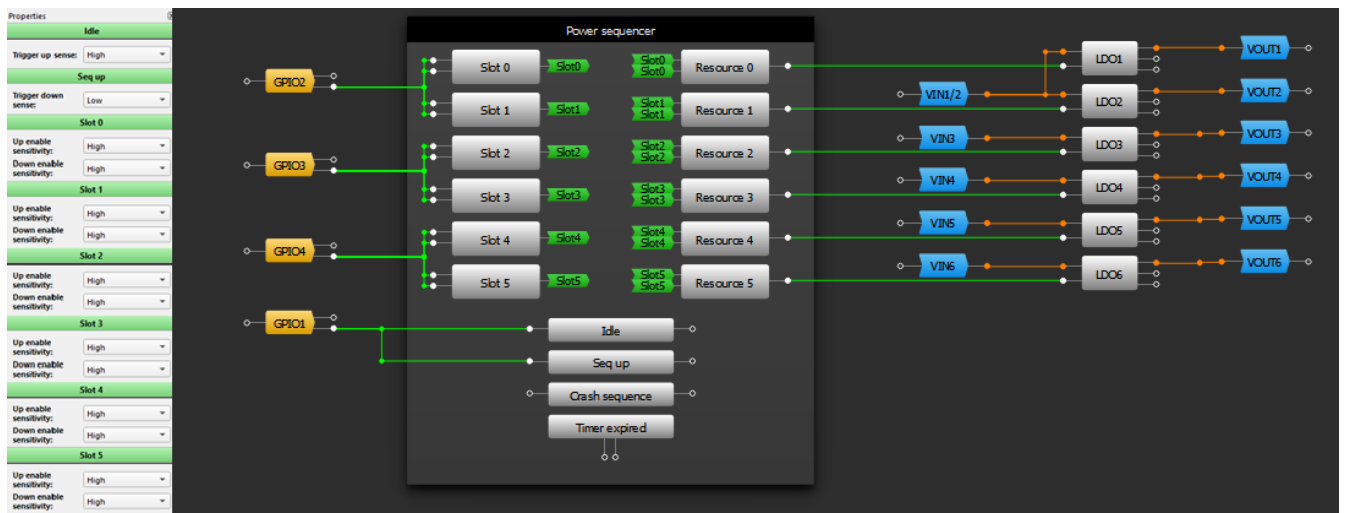 Properties
Idle
Trigger up sense: High
Seq up
Trigger down
sense: Low
Slot 0
Up enable
sensitivity: High
Down enable
sensitivity: High
Slot 1
Up enable
sensitivity: High
Down enable
sensitivity: High
Slot 2
Up enable
sensitivity: High
Down enable
sensitivity: High
Slot 3
Up enable
sensitivity: High
Down enable
sensitivity: High
Slot 4
Up enable
sensitivity: High
Down enable
sensitivity: High
Slot 5
Up enable
sensitivity: High
Down enable
sensitivity: High
Power sequencer
GPIO2
GPIO3
GPIO4
GPIO1
Slot 0
Slot0
Slot0
Slot0
Resource 0
Slot 1
Slot1
Slot1
Slot1
Resource 1
Slot 2
Slot2
Slot2
Slot2
Resource 2
Slot 3
Slot3
Slot3
Slot3
Resource 3
Slot 4
Slot4
Slot4
Slot4
Resource 4
Slot 5
Slot5
Slot5
Slot5
Resource 5
Idle
Seq up
Crash sequence
Timer expired
VIN1/2
VIN3
VIN4
VIN5
VIN6
LDO1
LDO2
LDO3
LDO4
LDO5
LDO6
VOUT1
VOUT2
VOUT3
VOUT4
VOUT5
VOUT6